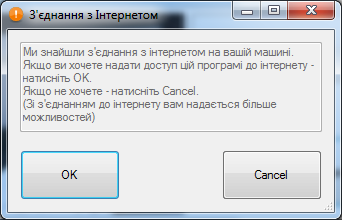 З'єднання з Інтернетом
Ми знайшли з'єднання з інтернетом на вашій машині.
Якщо ви хочете надати доступ цій програмі до інтернету -
натисніть OK.
Якщо не хочете - натисніть Cancel.
(Зі з'єднанням до інтернету вам надається більше
можливостей)
OK
Cancel